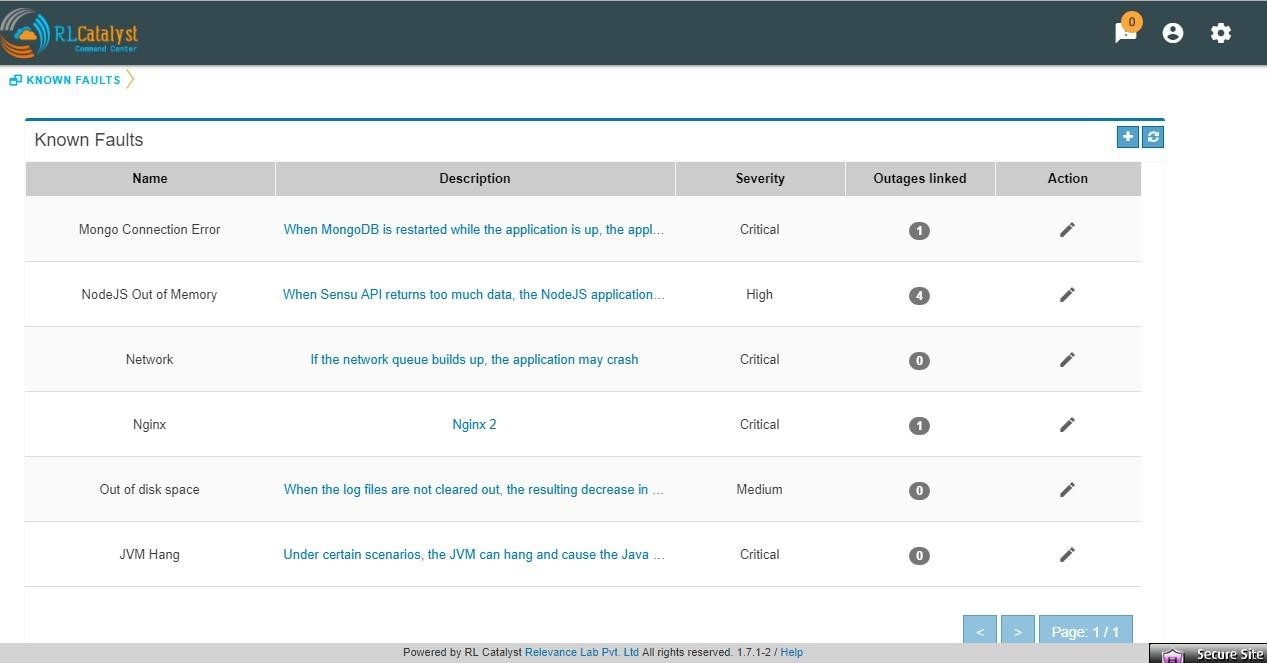 0
RLCatalyst
Command Center
KNOWN FAULTS
Known Faults
Name Description Severity Outages linked Action
Mongo Connection Error When MongoDB is restarted while the application is up, the appl... Critical 1
NodeJS Out of Memory When Sensu API returns too much data, the NodeJS application... High 4
Network If the network queue builds up, the application may crash Critical 0
Nginx Nginx 2 Critical 1
Out of disk space When the log files are not cleared out, the resulting decrease in ... Medium 0
JVM Hang Under certain scenarios, the JVM can hang and cause the Java ... Critical 0
< > Page: 1 / 1
Powered by RL Catalyst Relevance Lab Pvt. Ltd All rights reserved. 1.7.1-2 / Help
Secure Site